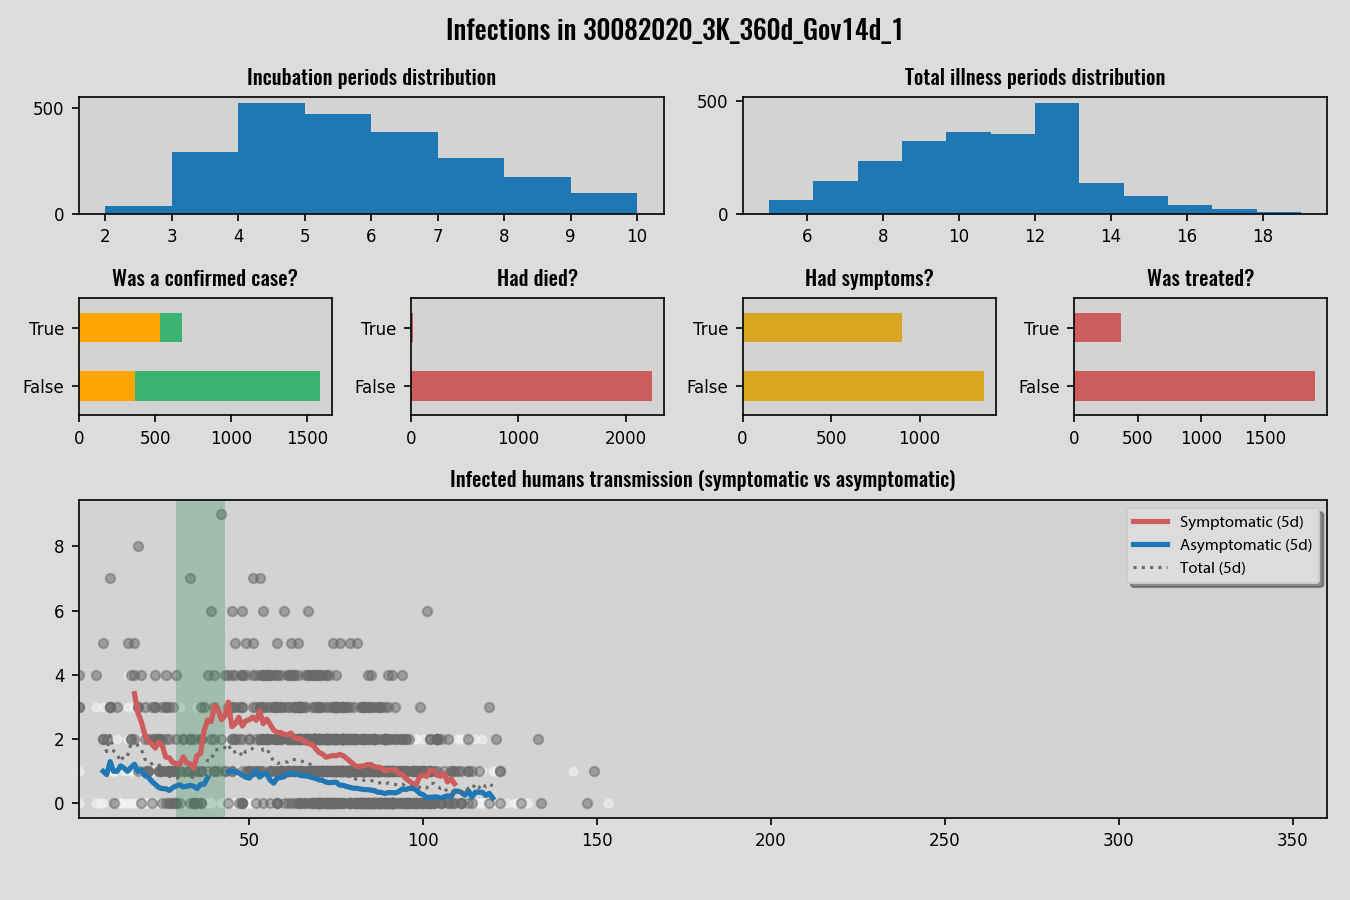 Infections in 30082020_3K_360d_Gov14d_1
Incubation periods distribution
500
0
2 3 4 5 6 7 8 9 10
Total illness periods distribution
500
0
6 8 10 12 14 16 18
Was a confirmed case?
True
False
0 500 1000 1500
Had died?
True
False
0 1000 2000
Had symptoms?
True
False
0 500 1000
Was treated?
True
False
0 500 1000 1500
Infected humans transmission (symptomatic vs asymptomatic)
8
6
4
2
0
50 100 150 200 250 300 350
Symptomatic (5d)
Asymptomatic (5d)
Total (5d)